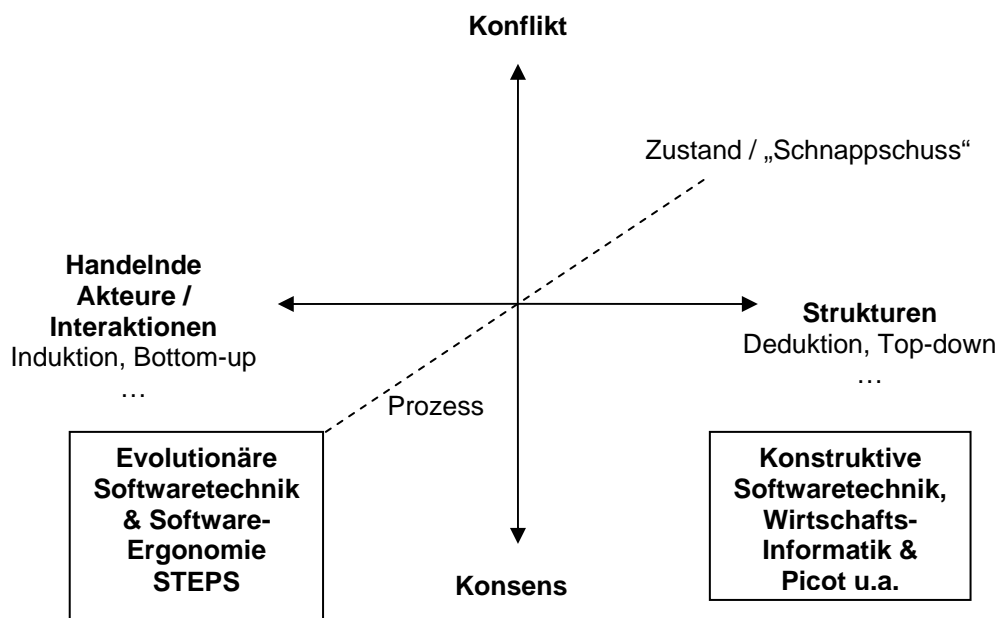 Konflikt
Zustand / „Schnappschuss“
Handelnde
Akteure /
Interaktionen
Induktion, Bottom-up
…
Strukturen
Deduktion, Top-down
…
Prozess
Evolutionäre
Softwaretechnik
& Software-
Ergonomie
STEPS
Konstruktive
Softwaretechnik,
Wirtschafts-
Informatik &
Picot u.a.
Konsens